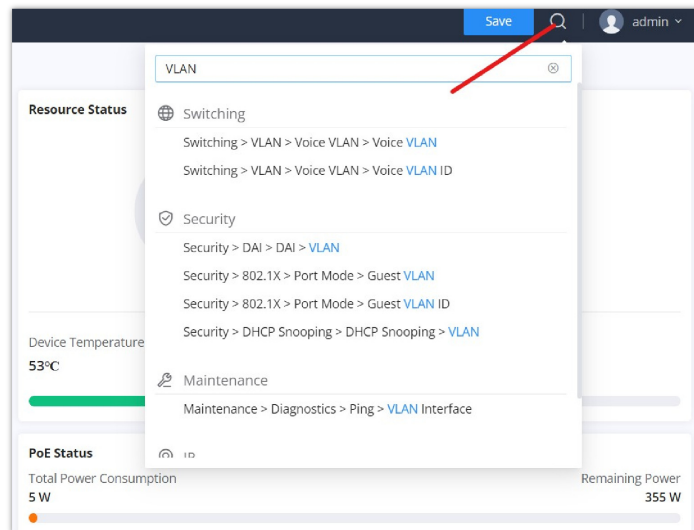 Save
admin
VLAN
Resource Status
Switching
Switching > VLAN > Voice VLAN > Voice VLAN
Switching > VLAN > Voice VLAN > Voice VLAN ID
Security
Security > DAI > DAI > VLAN
Security > 802.1X > Port Mode > Guest VLAN
Security > 802.1X > Port Mode > Guest VLAN ID
Security > DHCP Snooping > DHCP Snooping > VLAN
Device Temperature
53°C
Maintenance
Maintenance > Diagnostics > Ping > VLAN Interface
IP
PoE Status
Total Power Consumption
Remaining Power
5 W
355 W